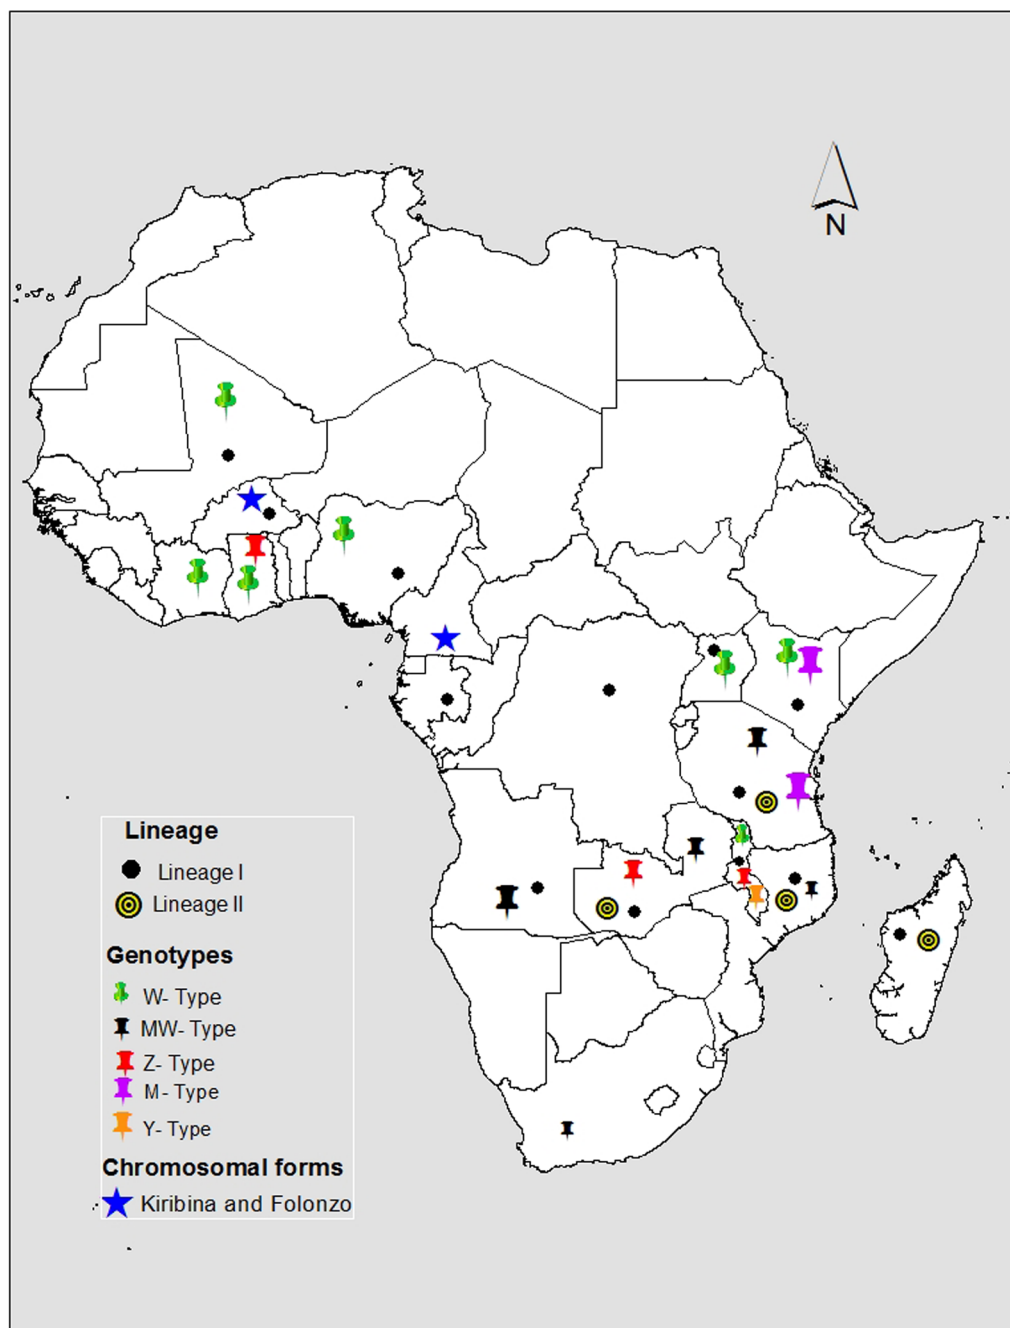 N
Lineage
Lineage I
Lineage II
Genotypes
W- Type
MW- Type
Z- Type
M- Type
Y- Type
Chromosomal forms
Kiribina and Folonzo